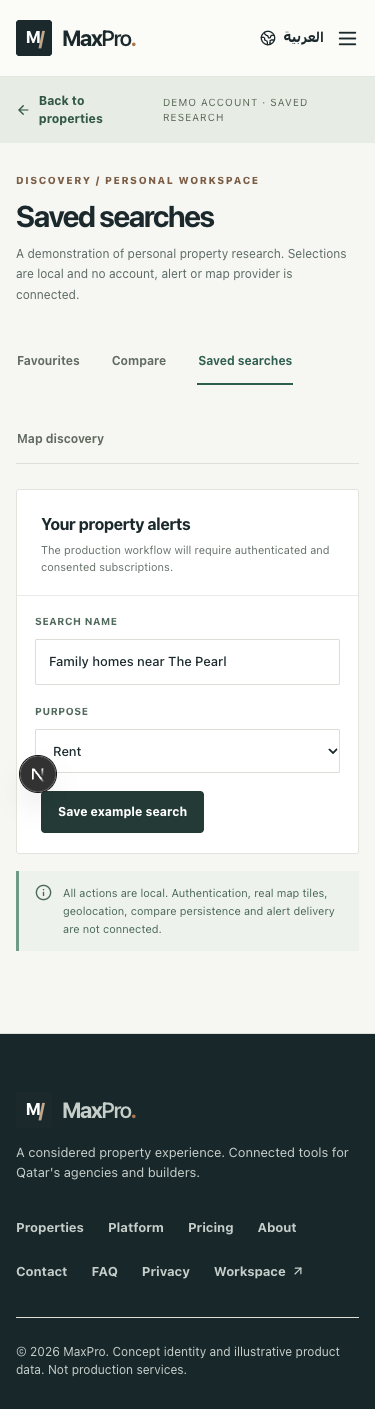 M/ MaxPro. العربية
Back to
properties
DEMO ACCOUNT · SAVED
RESEARCH
DISCOVERY / PERSONAL WORKSPACE
Saved searches
A demonstration of personal property research. Selections
are local and no account, alert or map provider is
connected.
Favourites Compare Saved searches
Map discovery
Your property alerts
The production workflow will require authenticated and
consented subscriptions.
SEARCH NAME
Family homes near The Pearl
PURPOSE
Rent
N
Save example search
All actions are local. Authentication, real map tiles,
geolocation, compare persistence and alert delivery
are not connected.
M/ MaxPro.
A considered property experience. Connected tools for
Qatar's agencies and builders.
Properties Platform Pricing About
Contact FAQ Privacy Workspace ↗
© 2026 MaxPro. Concept identity and illustrative product
data. Not production services.